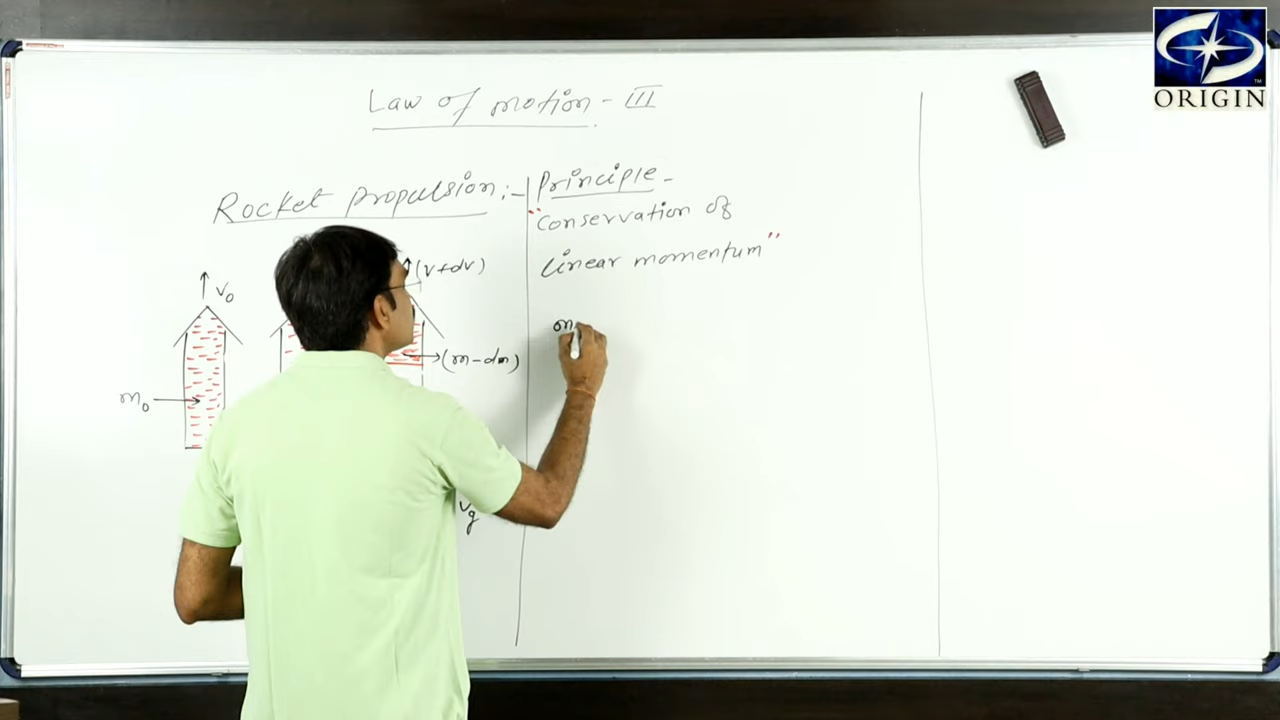 ORIGIN
Law of motion - III
Rocket propulsion :-
Principle -
"Conservation of
linear momentum"
v₀
(v+dv)
m₀
(m-dm)
vg
m